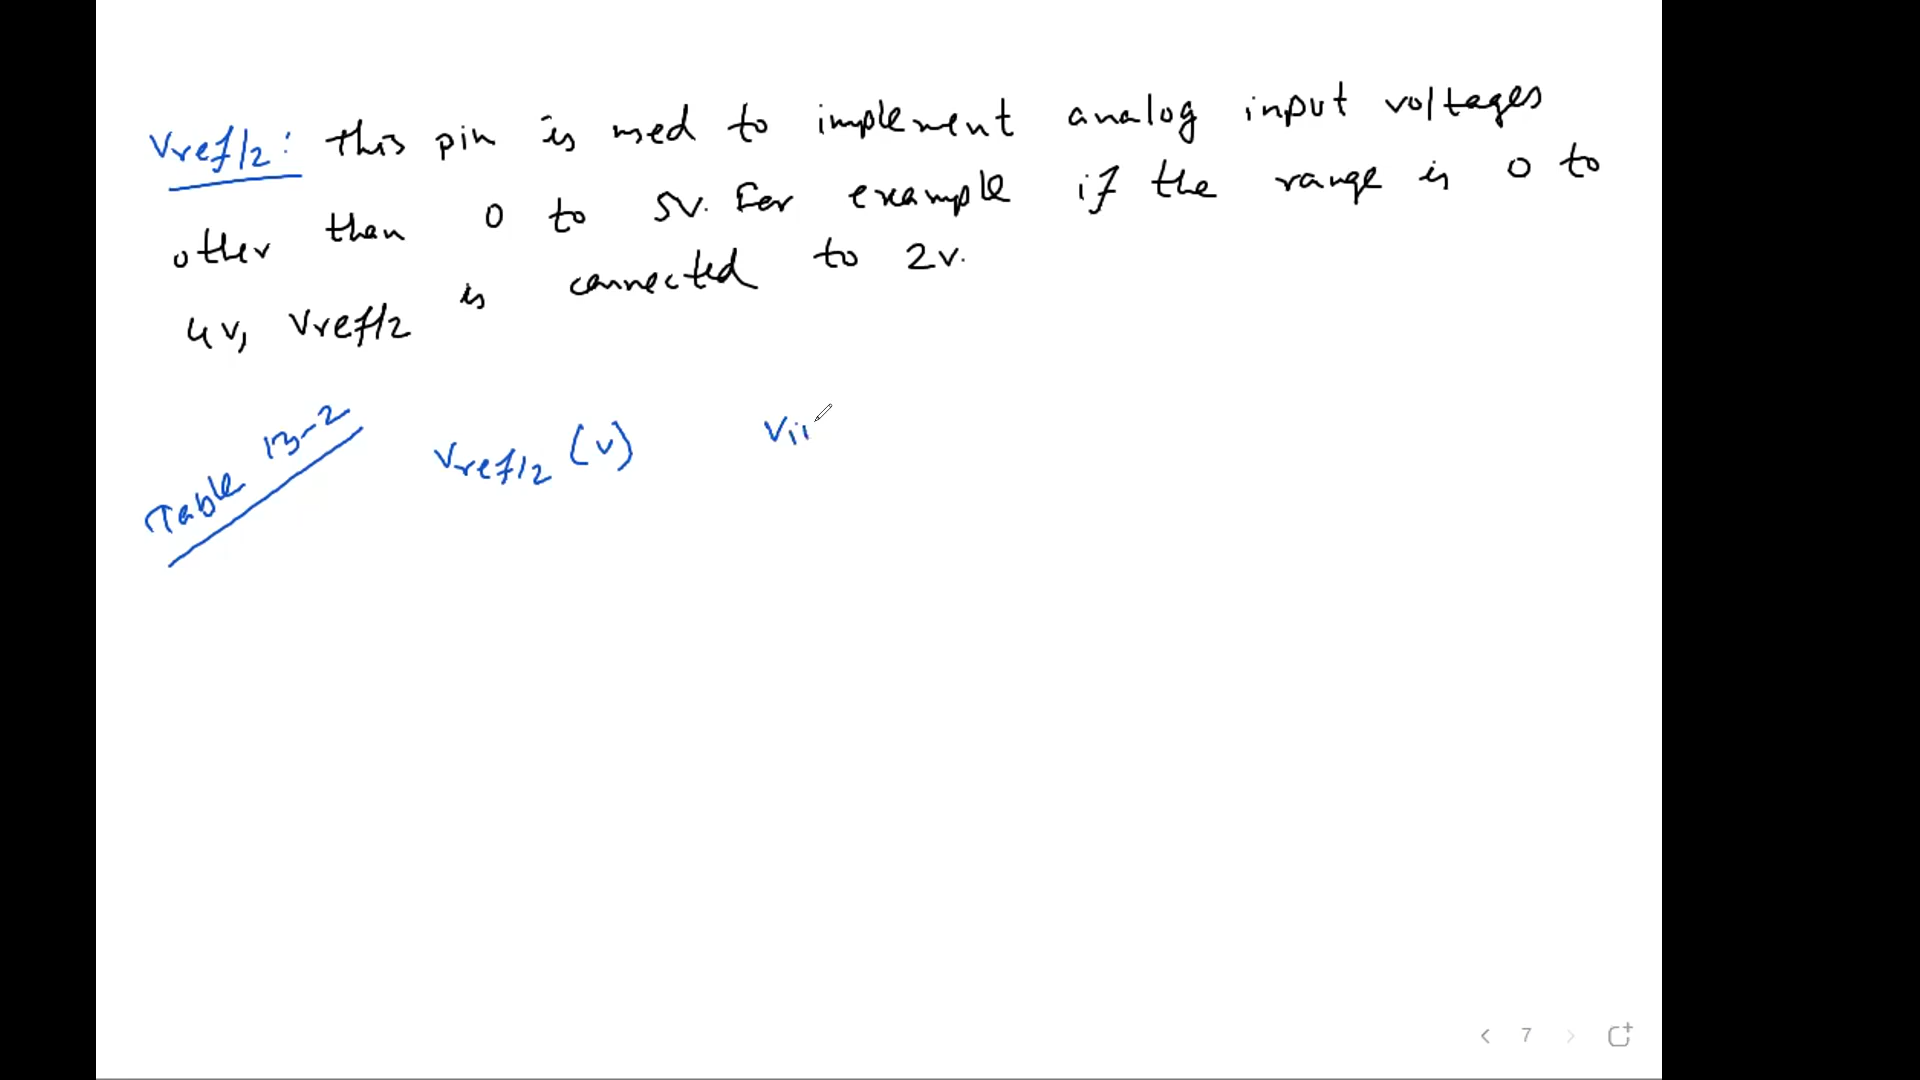 Vref/2: This pin is used to implement analog input voltages
other than 0 to 5V. For example if the range is 0 to
4V, Vref/2 is connected to 2V.
Table 13-2 Vref/2 (V)
7